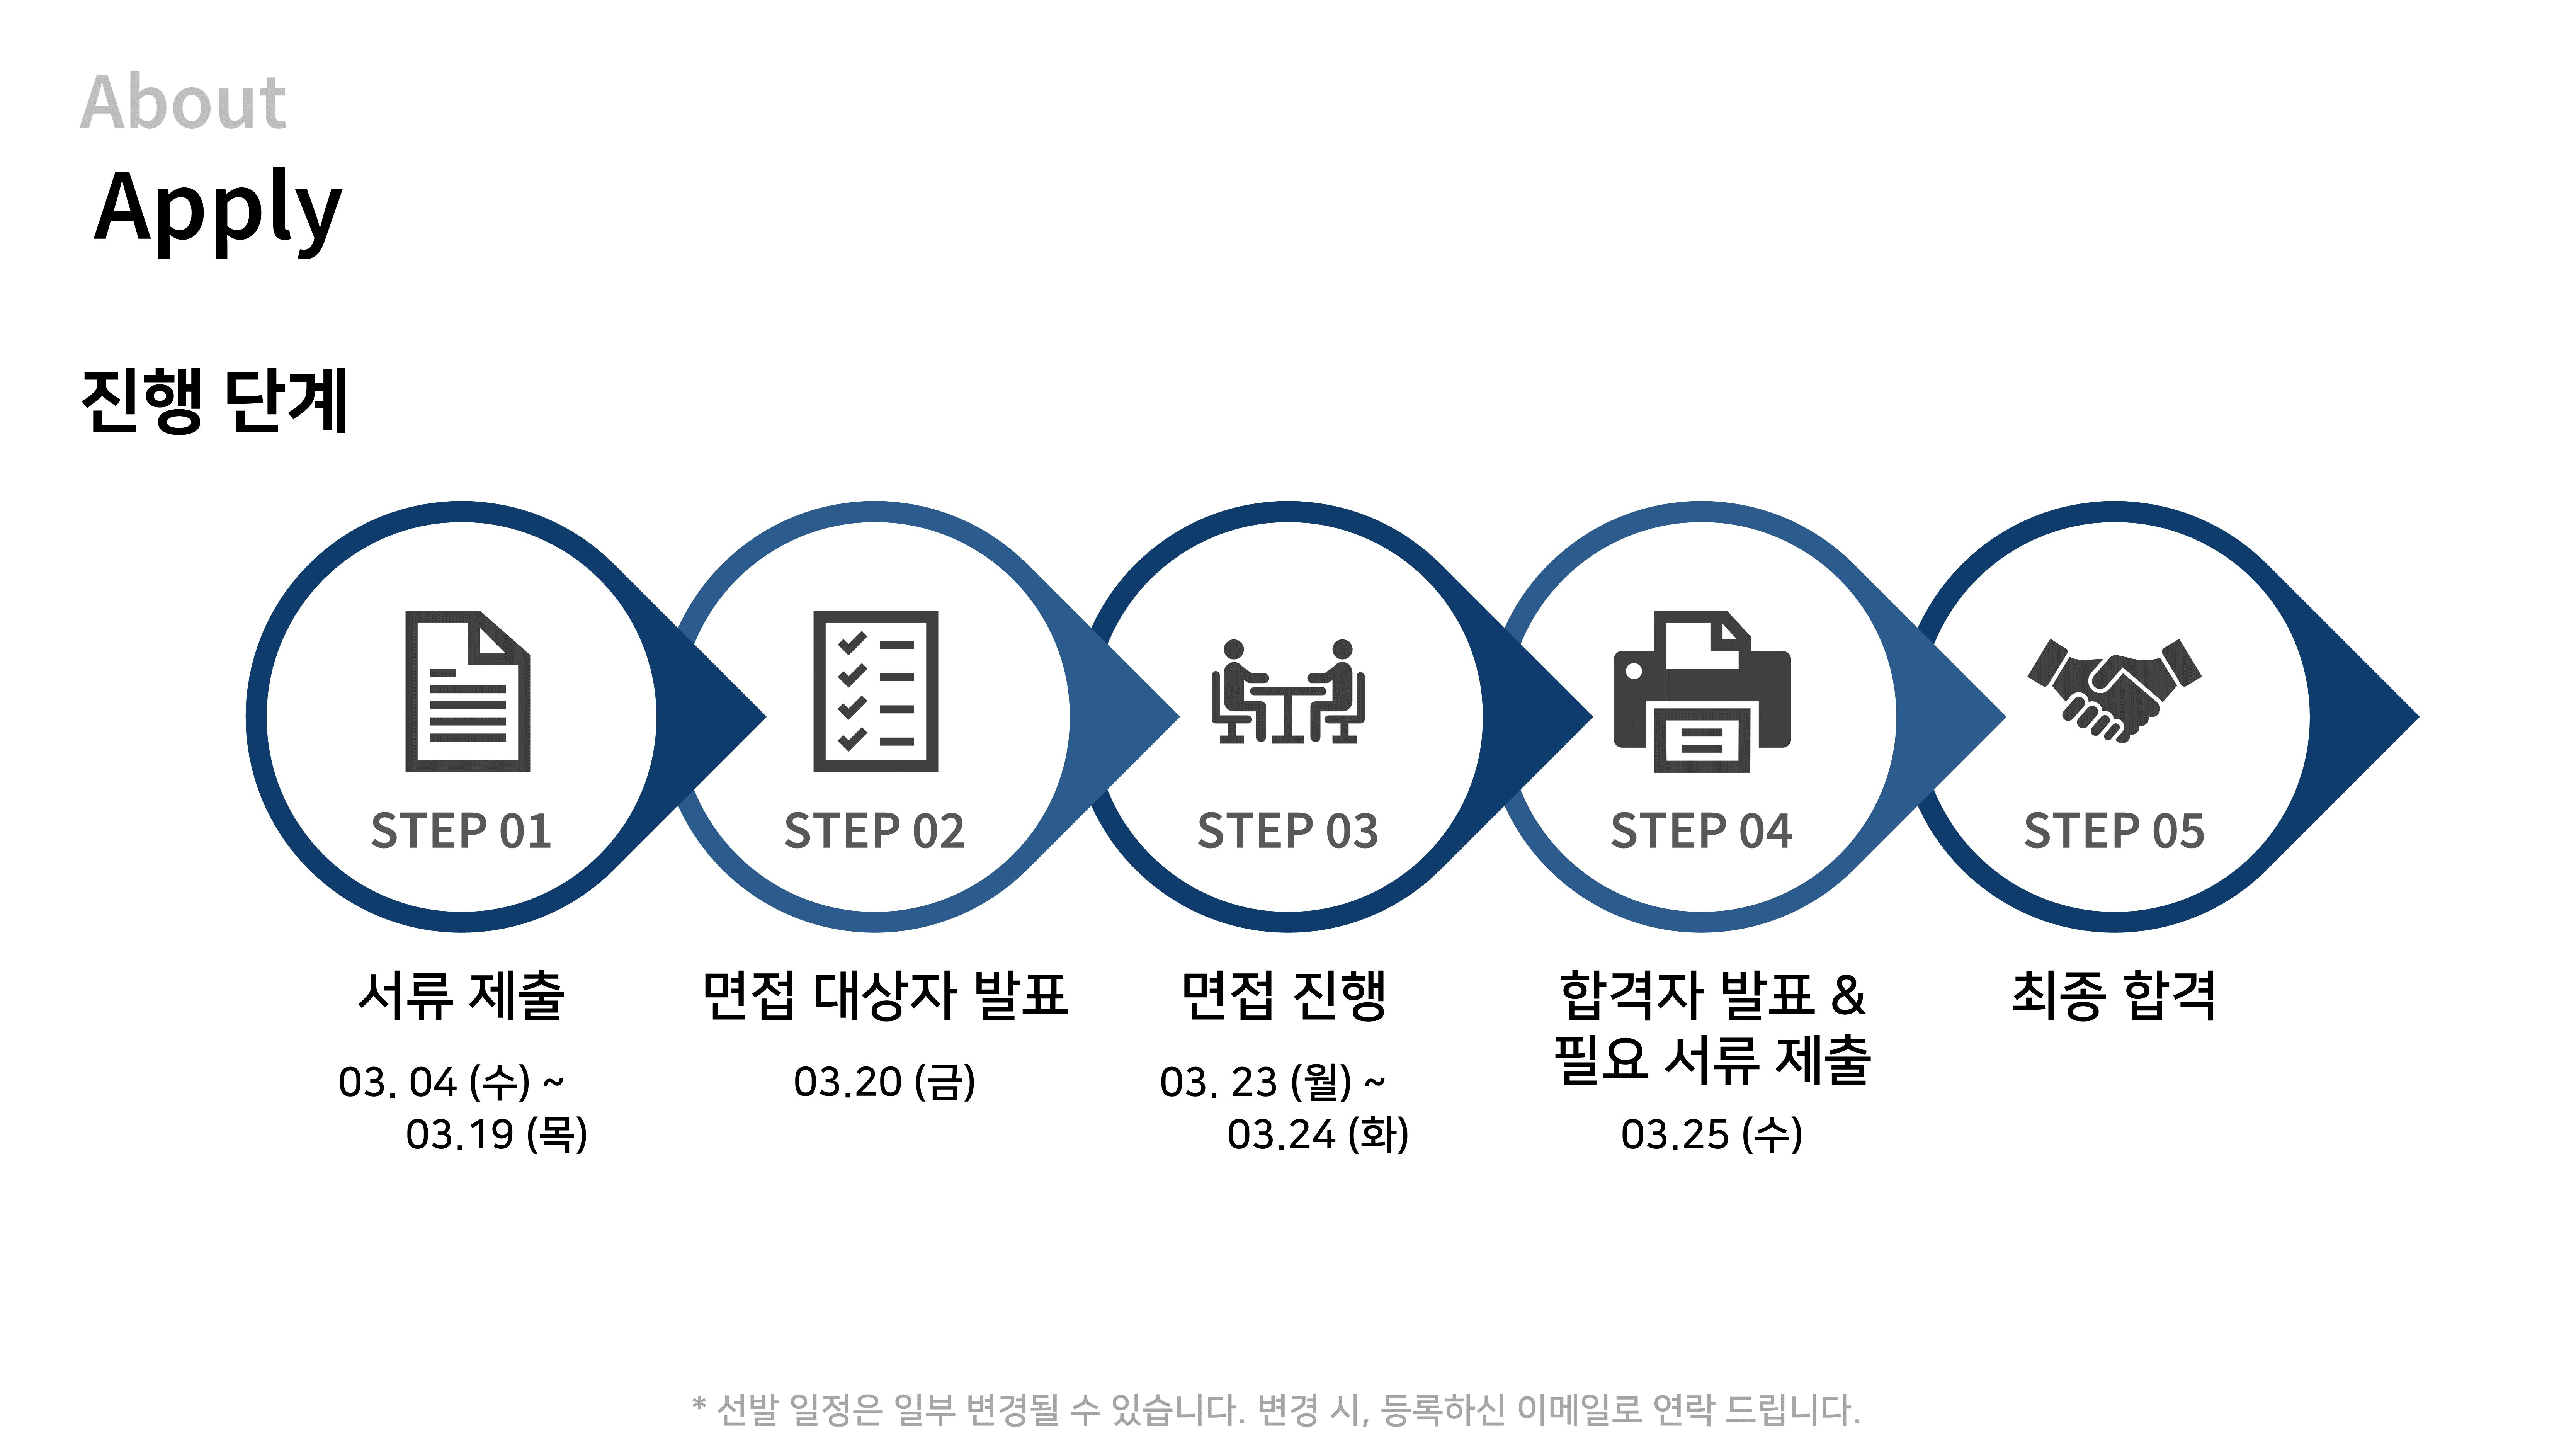 About
Apply
진행 단계
STEP 01
STEP 02
STEP 03
STEP 04
STEP 05
서류 제출
03. 04 (수) ~
03.19 (목)
면접 대상자 발표
03.20 (금)
면접 진행
03. 23 (월) ~
03.24 (화)
합격자 발표 &
필요 서류 제출
03.25 (수)
최종 합격
* 선발 일정은 일부 변경될 수 있습니다. 변경 시, 등록하신 이메일로 연락 드립니다.